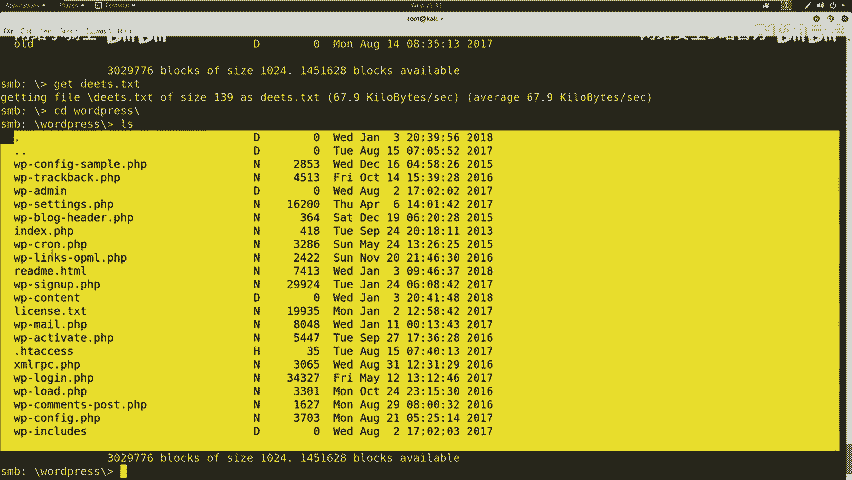 root@kali: ~
old D 0 Mon Aug 14 08:35:13 2017
3029776 blocks of size 1024. 1451628 blocks available
smb: \> get deets.txt
getting file \deets.txt of size 139 as deets.txt (67.9 KiloBytes/sec) (average 67.9 KiloBytes/sec)
smb: \> cd wordpress\
smb: \wordpress\> ls
. D 0 Wed Jan 3 20:39:56 2018
.. D 0 Tue Aug 15 07:05:52 2017
wp-config-sample.php N 2853 Wed Dec 16 04:58:26 2015
wp-trackback.php N 4513 Fri Oct 14 15:39:28 2016
wp-admin D 0 Wed Aug 2 17:02:02 2017
wp-settings.php N 16200 Thu Apr 6 14:01:42 2017
wp-blog-header.php N 364 Sat Dec 19 06:20:28 2015
index.php N 418 Tue Sep 24 20:18:11 2013
wp-cron.php N 3286 Sun May 24 13:26:25 2015
wp-links-opml.php N 2422 Sun Nov 20 21:46:30 2016
readme.html N 7413 Wed Jan 3 09:46:37 2018
wp-signup.php N 29924 Tue Jan 24 06:08:42 2017
wp-content D 0 Wed Jan 3 20:41:48 2018
license.txt N 19935 Mon Jan 2 12:58:42 2017
wp-mail.php N 8048 Wed Jan 11 00:13:43 2017
wp-activate.php N 5447 Tue Sep 27 17:36:28 2016
.htaccess H 35 Tue Aug 15 07:40:13 2017
xmlrpc.php N 3065 Wed Aug 31 12:31:29 2016
wp-login.php N 34327 Fri May 12 13:12:46 2017
wp-load.php N 3301 Mon Oct 24 23:15:30 2016
wp-comments-post.php N 1627 Mon Aug 29 08:00:32 2016
wp-config.php N 3703 Mon Aug 21 05:25:14 2017
wp-includes D 0 Wed Aug 2 17:02:03 2017
3029776 blocks of size 1024. 1451628 blocks available
smb: \wordpress\>